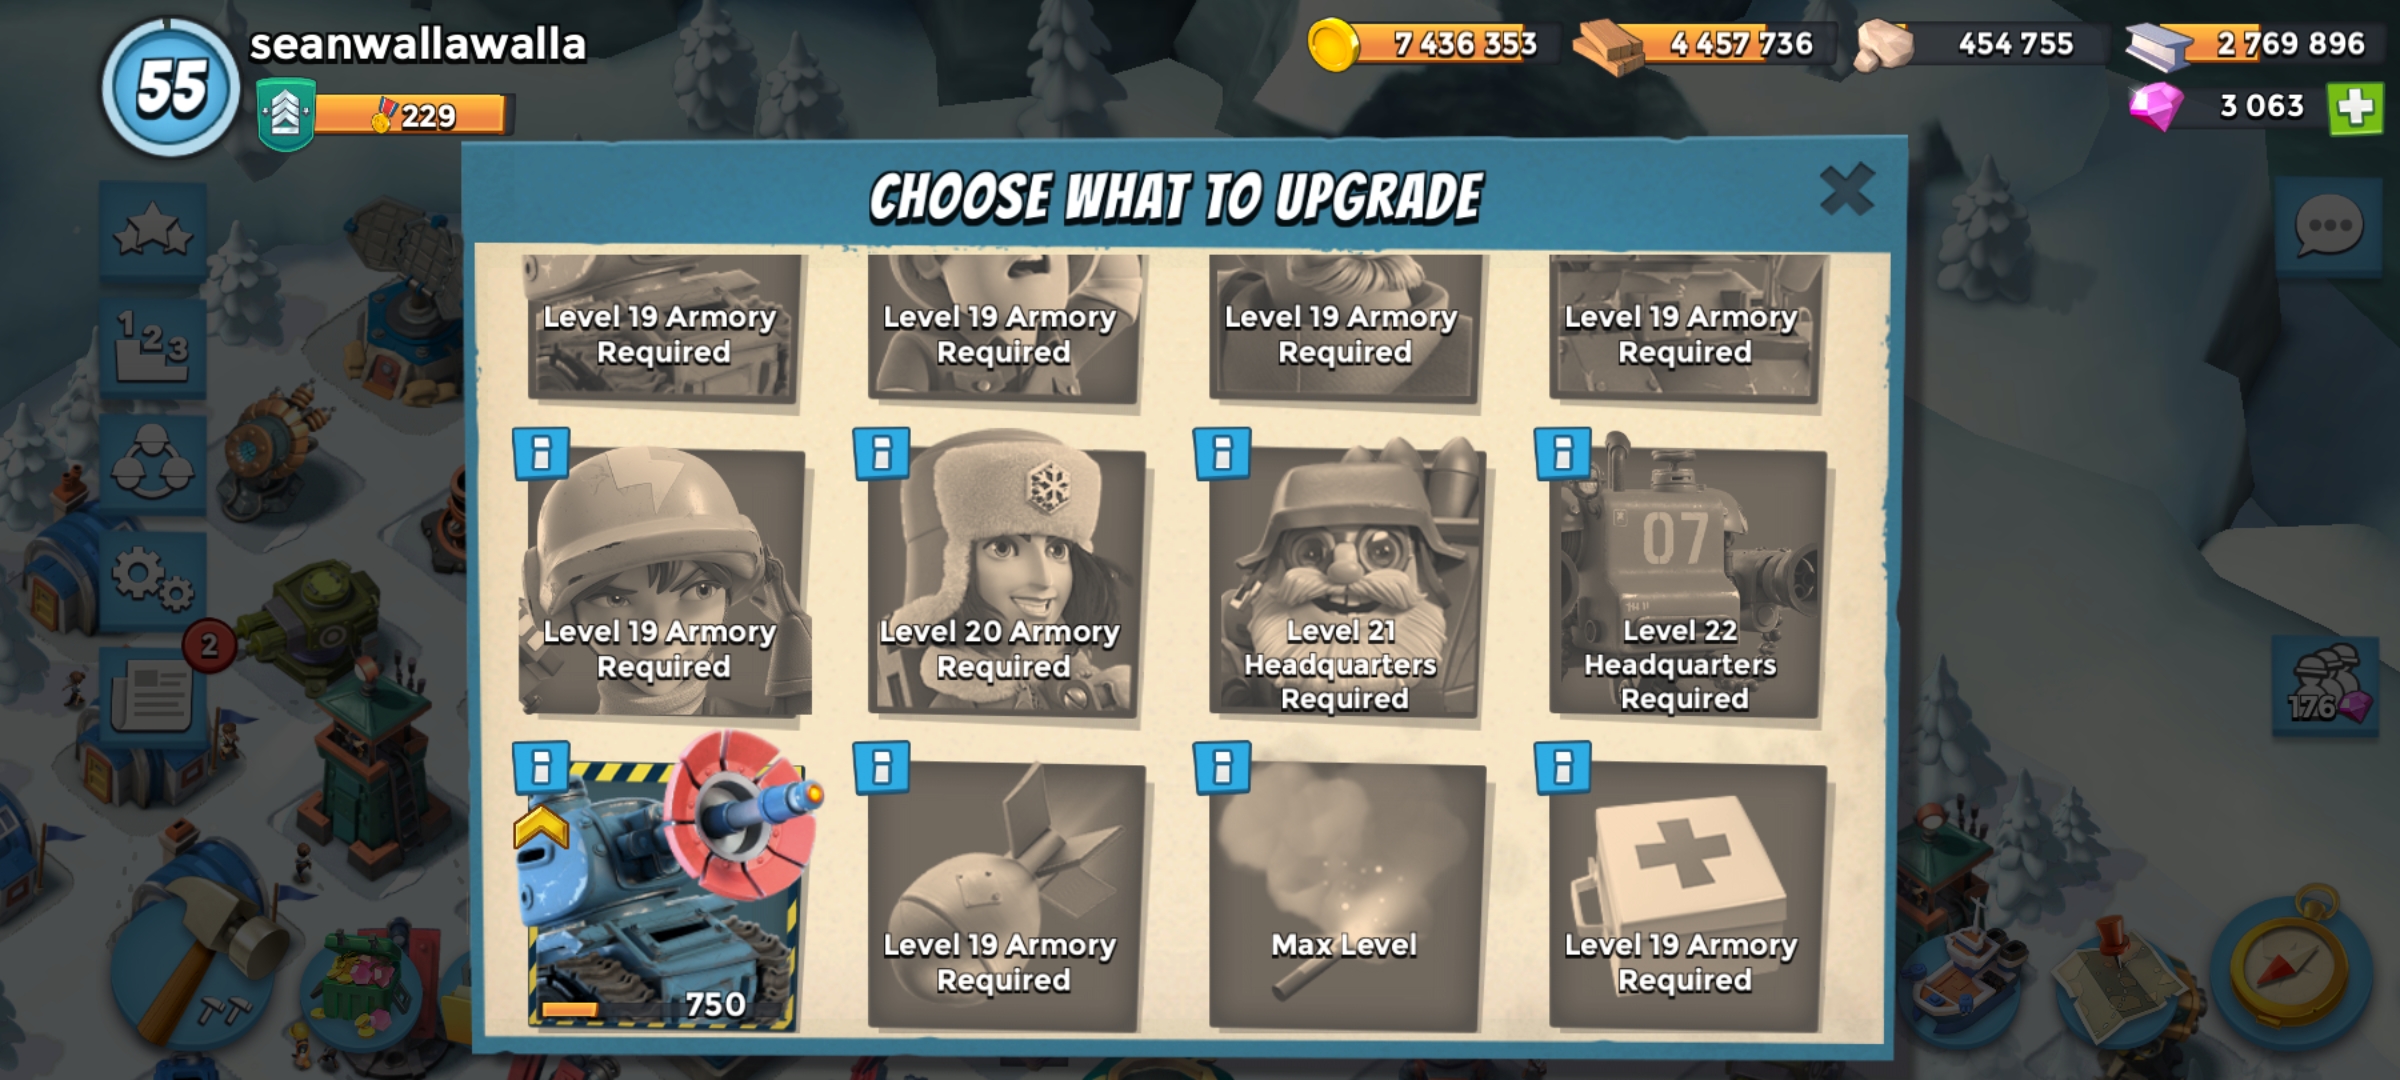 55
seanwallawalla
229
7 436 353
4 457 736
454 755
2 769 896
3 063
CHOOSE WHAT TO UPGRADE
Level 19 Armory
Required
Level 19 Armory
Required
Level 19 Armory
Required
Level 19 Armory
Required
Level 19 Armory
Required
Level 20 Armory
Required
Level 21
Headquarters
Required
07
Level 22
Headquarters
Required
750
Level 19 Armory
Required
Max Level
Level 19 Armory
Required
123
2
176